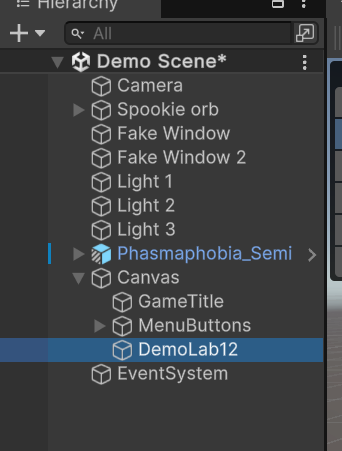 Hierarchy
All
Demo Scene*
Camera
Spookie orb
Fake Window
Fake Window 2
Light 1
Light 2
Light 3
Phasmaphobia_Semi
Canvas
GameTitle
MenuButtons
DemoLab12
EventSystem